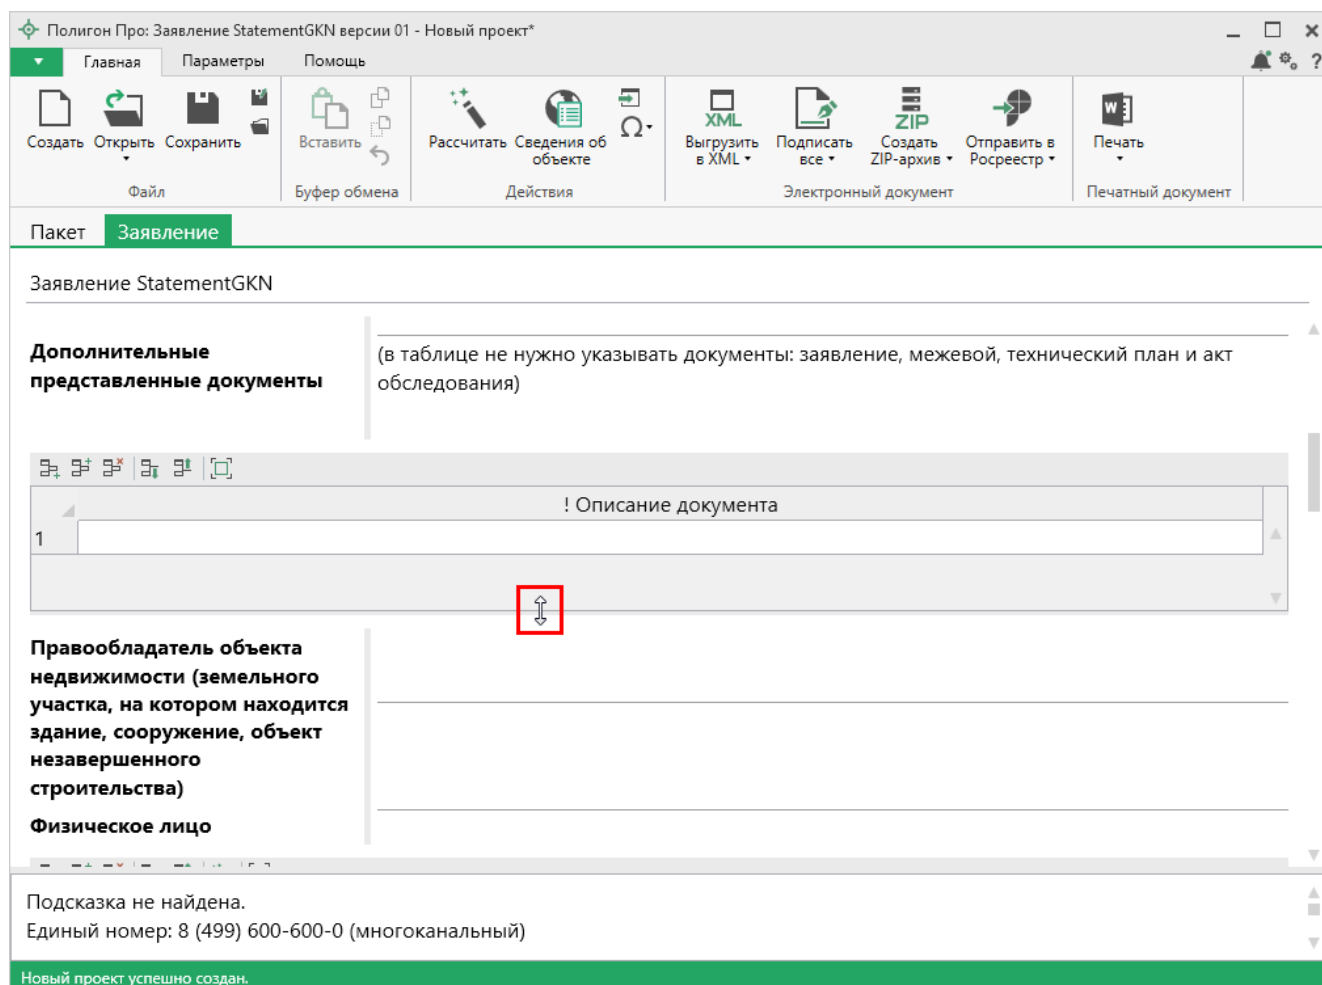 Полигон Про: Заявление StatementGKN версии 01 - Новый проект*
Главная Параметры Помощь ?
Создать Открыть Сохранить Вставить Рассчитать Сведения об объекте Ω XML Выгрузить в XML Подписать все ZIP Создать ZIP-архив Отправить в Росреестр W Печать
Файл Буфер обмена Действия Электронный документ Печатный документ
Пакет Заявление
Заявление StatementGKN
Дополнительные
представленные документы
(в таблице не нужно указывать документы: заявление, межевой, технический план и акт
обследования)
! Описание документа
1
Правообладатель объекта
недвижимости (земельного
участка, на котором находится
здание, сооружение, объект
незавершенного
строительства)
Физическое лицо
Подсказка не найдена.
Единый номер: 8 (499) 600-600-0 (многоканальный)
Новый проект успешно создан.